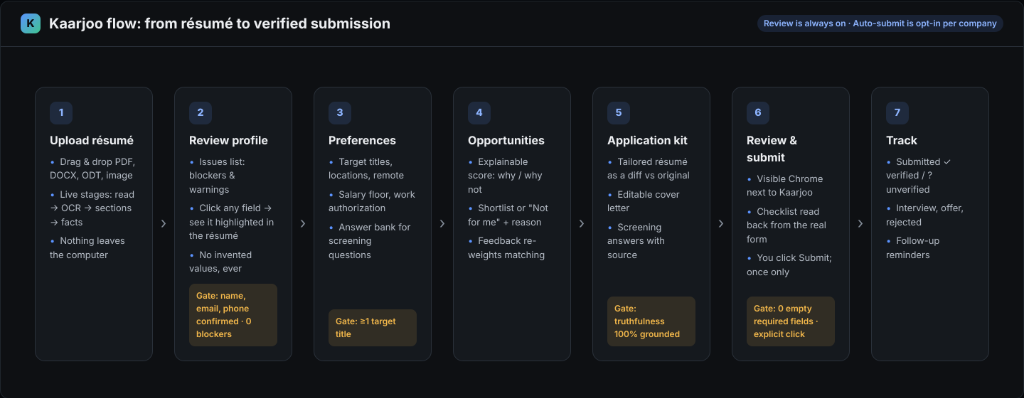 K
Kaarjoo flow: from résumé to verified submission
Review is always on · Auto-submit is opt-in per company
1
Upload résumé
• Drag & drop PDF,
DOCX, ODT, image
• Live stages: read
→ OCR → sections
→ facts
• Nothing leaves
the computer
›
2
Review profile
• Issues list:
blockers &
warnings
• Click any field →
see it highlighted in
the résumé
• No invented
values, ever
Gate: name,
email, phone
confirmed · 0
blockers
›
3
Preferences
• Target titles,
locations, remote
• Salary floor, work
authorization
• Answer bank for
screening
questions
Gate: ≥1 target
title
›
4
Opportunities
• Explainable
score: why / why
not
• Shortlist or "Not
for me" + reason
• Feedback re-
weights matching
›
5
Application kit
• Tailored résumé
as a diff vs original
• Editable cover
letter
• Screening
answers with
source
Gate:
truthfulness
100% grounded
›
6
Review &
submit
• Visible Chrome
next to Kaarjoo
• Checklist read
back from the real
form
• You click Submit;
once only
Gate: 0 empty
required fields ·
explicit click
›
7
Track
• Submitted ✓
verified / ?
unverified
• Interview, offer,
rejected
• Follow-up
reminders